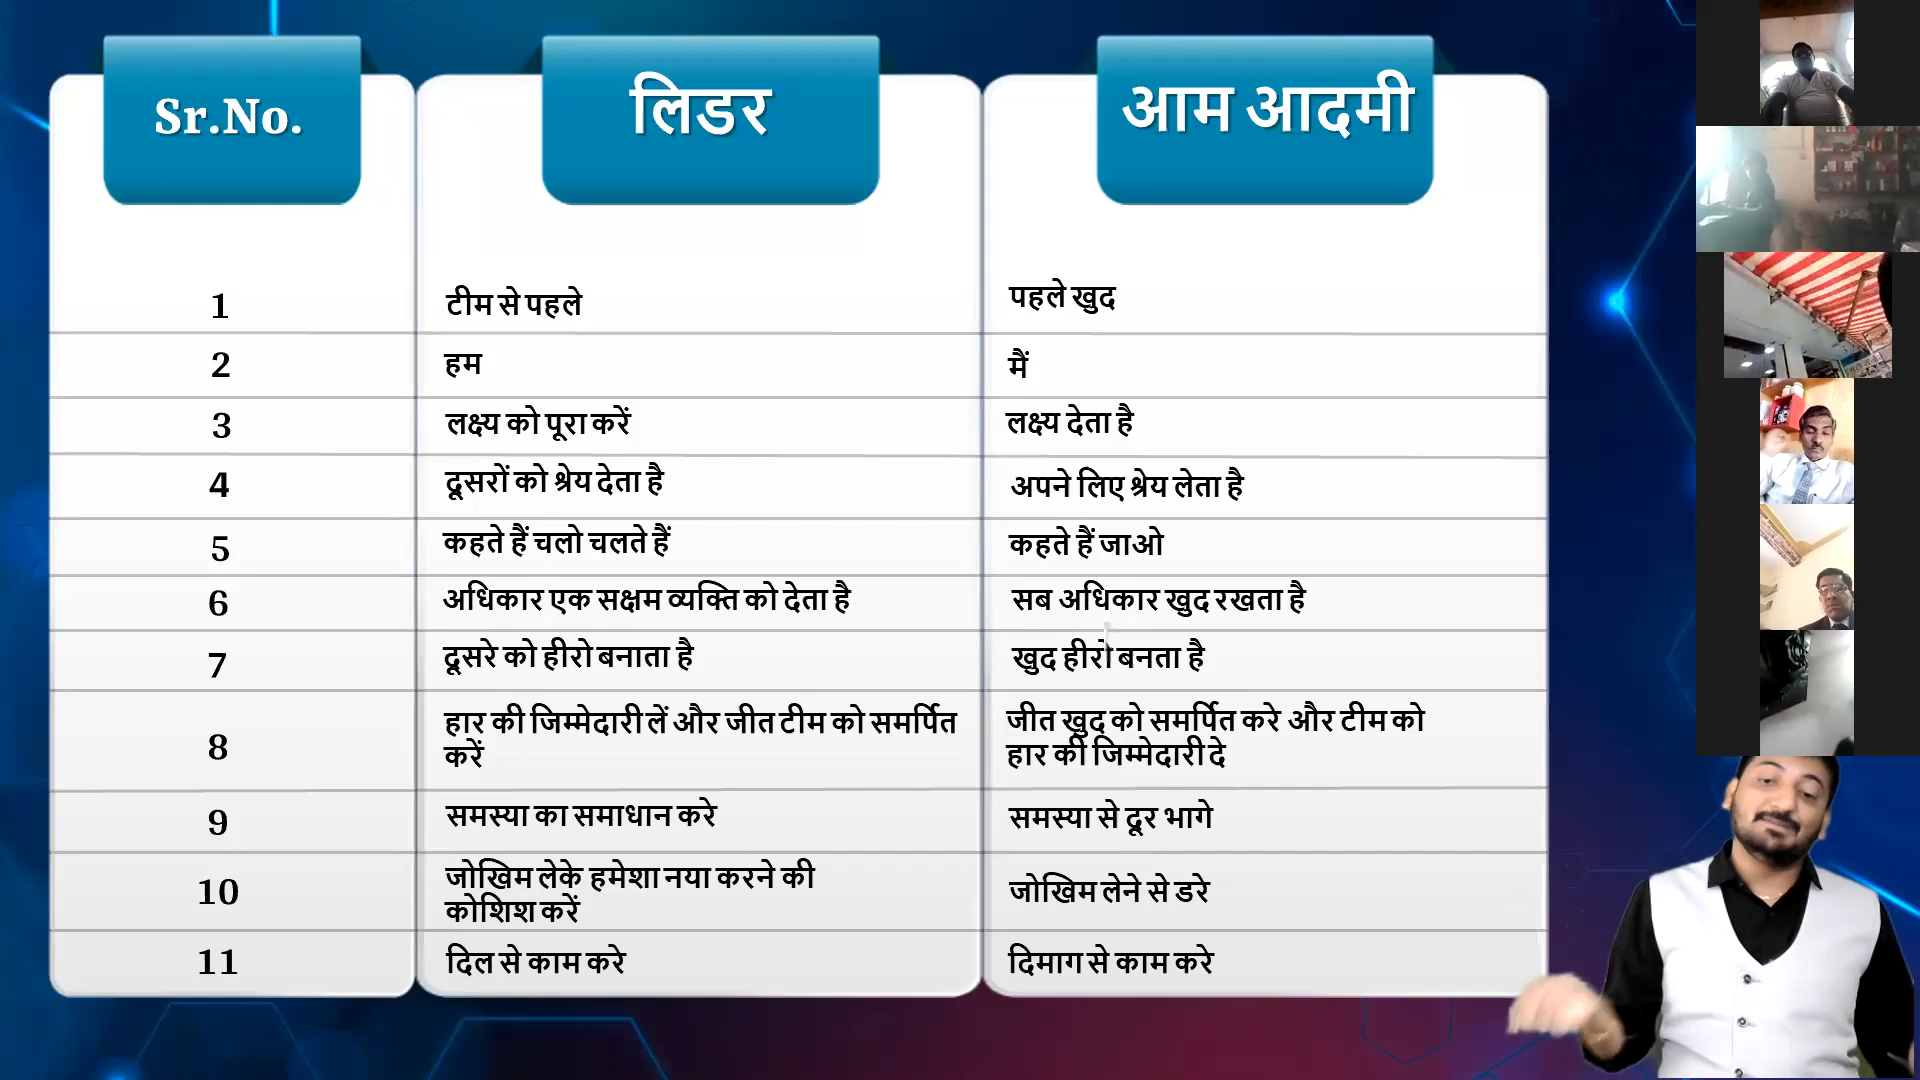 Sr.No. लिडर आम आदमी
1 टीम से पहले पहले खुद
2 हम मैं
3 लक्ष्य को पूरा करें लक्ष्य देता है
4 दूसरों को श्रेय देता है अपने लिए श्रेय लेता है
5 कहते हैं चलो चलते हैं कहते हैं जाओ
6 अधिकार एक सक्षम व्यक्ति को देता है सब अधिकार खुद रखता है
7 दूसरे को हीरो बनाता है खुद हीरो बनता है
8 हार की जिम्मेदारी लें और जीत टीम को समर्पित
करें
जीत खुद को समर्पित करे और टीम को
हार की जिम्मेदारी दे
9 समस्या का समाधान करे समस्या से दूर भागे
10 जोखिम लेके हमेशा नया करने की
कोशिश करें
जोखिम लेने से डरे
11 दिल से काम करे दिमाग से काम करे